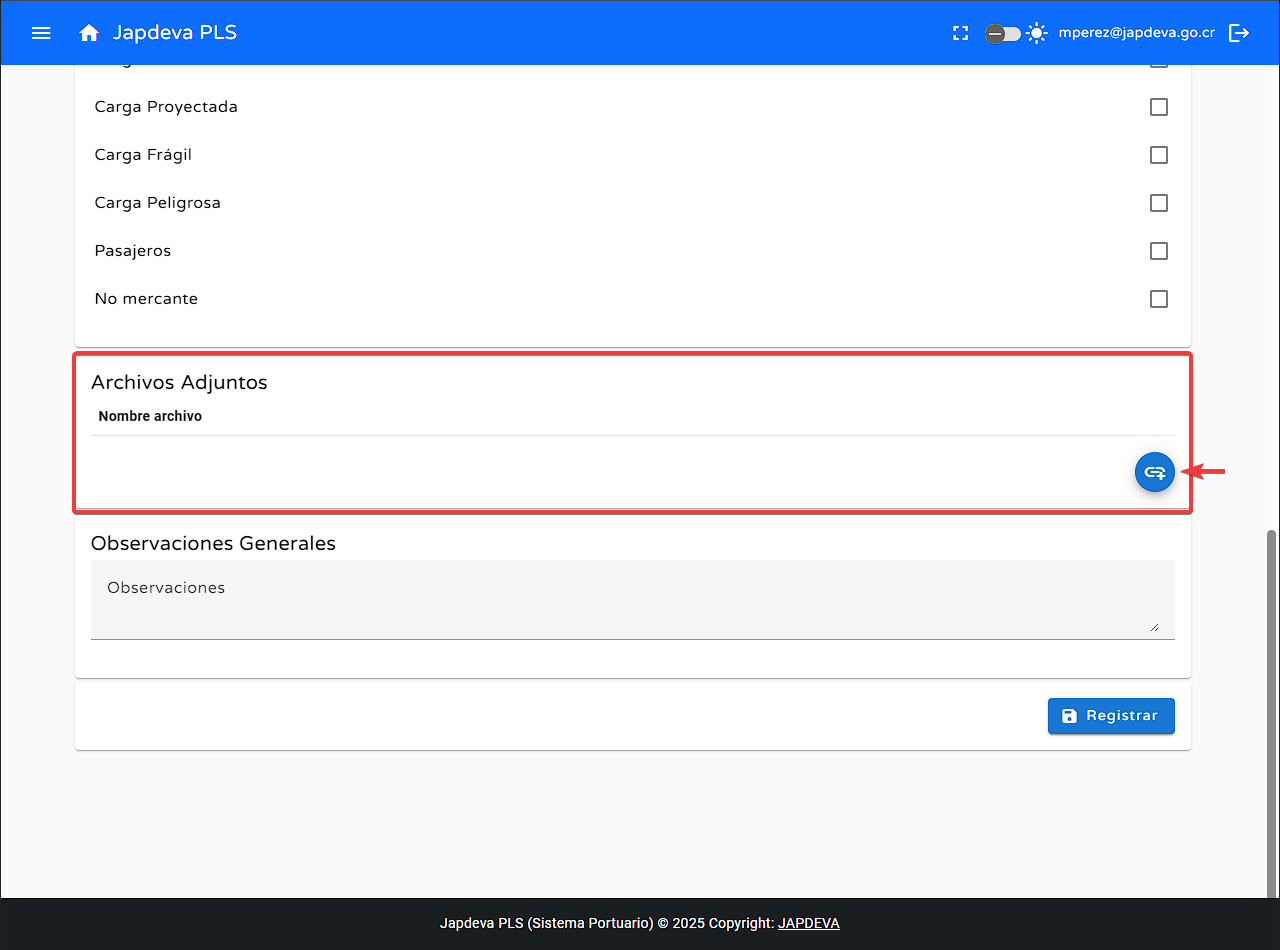 Japdeva PLS
mperez@japdeva.go.cr
Carga Proyectada
Carga Frágil
Carga Peligrosa
Pasajeros
No mercante
Archivos Adjuntos
Nombre archivo
Observaciones Generales
Observaciones
Registrar
Japdeva PLS (Sistema Portuario) © 2025 Copyright: JAPDEVA